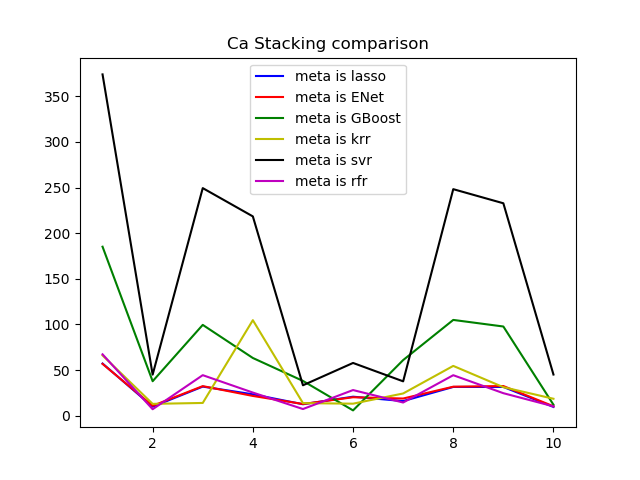 Ca Stacking comparison
meta is lasso
meta is ENet
meta is GBoost
meta is krr
meta is svr
meta is rfr
350
300
250
200
150
100
50
0
2 4 6 8 10